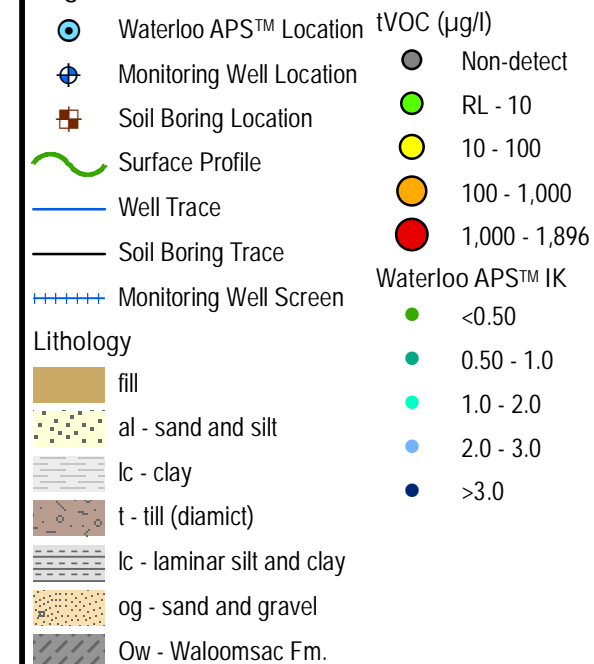 Waterloo APS™ Location
Monitoring Well Location
Soil Boring Location
Surface Profile
Well Trace
Soil Boring Trace
Monitoring Well Screen
Lithology
fill
al - sand and silt
lc - clay
t - till (diamict)
lc - laminar silt and clay
og - sand and gravel
Ow - Waloomsac Fm.
tVOC (µg/l)
Non-detect
RL - 10
10 - 100
100 - 1,000
1,000 - 1,896
Waterloo APS™ IK
<0.50
0.50 - 1.0
1.0 - 2.0
2.0 - 3.0
>3.0